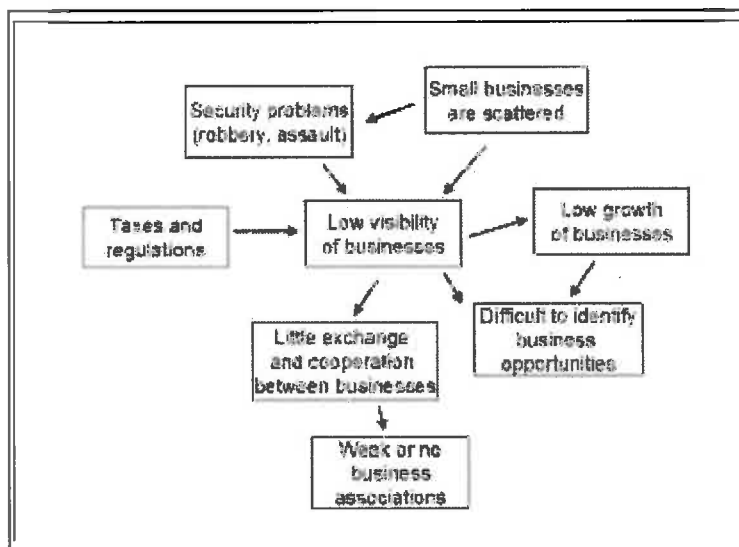 Small businesses
are scattered
Security problems
(robbery, assault)
Taxes and
regulations
Low visibility
of businesses
Low growth
of businesses
Little exchange
and cooperation
between businesses
Difficult to identify
business
opportunities
Week or no
business
associations